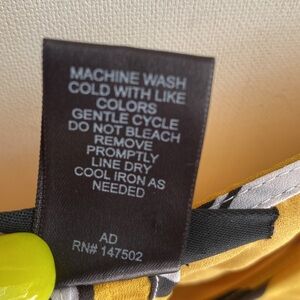 MACHINE WASH
COLD WITH LIKE
COLORS
GENTLE CYCLE
DO NOT BLEACH
REMOVE
PROMPTLY
LINE DRY
COOL IRON AS
NEEDED
AD
RN# 147502